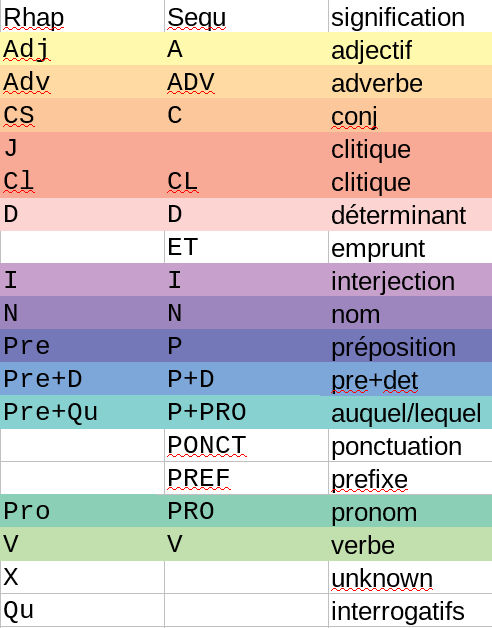 Rhap Sequ signification
Adj A adjectif
Adv ADV adverbe
CS C conj
J clitique
Cl CL clitique
D D déterminant
ET emprunt
I I interjection
N N nom
Pre P préposition
Pre+D P+D pre+det
Pre+Qu P+PRO auquel/lequel
PONCT ponctuation
PREF prefixe
Pro PRO pronom
V V verbe
X unknown
Qu interrogatifs